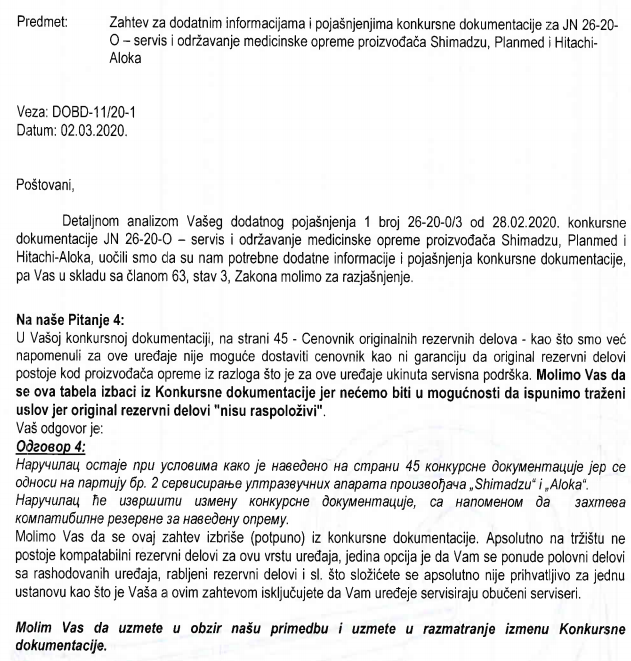 Predmet: Zahtev za dodatnim informacijama i pojašnjenjima konkursne dokumentacije za JN 26-20-
O – servis i održavanje medicinske opreme proizvođača Shimadzu, Planmed i Hitachi-
Aloka
Veza: DOBD-11/20-1
Datum: 02.03.2020.
Poštovani,
Detaljnom analizom Vašeg dodatnog pojašnjenja 1 broj 26-20-0/3 od 28.02.2020. konkursne
dokumentacije JN 26-20-O – servis i održavanje medicinske opreme proizvođača Shimadzu, Planmed i
Hitachi-Aloka, uočili smo da su nam potrebne dodatne informacije i pojašnjenja konkursne dokumentacije,
pa Vas u skladu sa članom 63, stav 3, Zakona molimo za razjašnjenje.
Na naše Pitanje 4:
U Vašoj konkursnoj dokumentaciji, na strani 45 - Cenovnik originalnih rezervnih delova - kao što smo već
napomenuli za ove uređaje nije moguće dostaviti cenovnik kao ni garanciju da original rezervni delovi
postoje kod proizvođača opreme iz razloga što je za ove uređaje ukinuta servisna podrška. Molimo Vas da
se ova tabela izbaci iz Konkursne dokumentacije jer nećemo biti u mogućnosti da ispunimo traženi
uslov jer original rezervni delovi "nisu raspoloživi".
Vaš odgovor je:
Одговор 4:
Наручилац остаје при условима како је наведено на страни 45 конкурсне документације јер се
односи на партију бр. 2 сервисирање ултразвучних апарата произвођача „Shimadzu“ i „Aloka“.
Наручилац ће извршити измену конкурсне документације, са напоменом да захтева
компатибилне резервне за наведену опрему.
Molimo Vas da se ovaj zahtev izbriše (potpuno) iz konkursne dokumentacije. Apsolutno na tržištu ne
postoje kompatabilni rezervni delovi za ovu vrstu uređaja, jedina opcija je da Vam se ponude polovni delovi
sa rashodovanih uređaja, rabljeni rezervni delovi i sl. što složićete se apsolutno nije prihvatljivo za jednu
ustanovu kao što je Vaša a ovim zahtevom isključujete da Vam uređeje servisiraju obučeni serviseri.
Molim Vas da uzmete u obzir našu primedbu i uzmete u razmatranje izmenu Konkursne
dokumentacije.